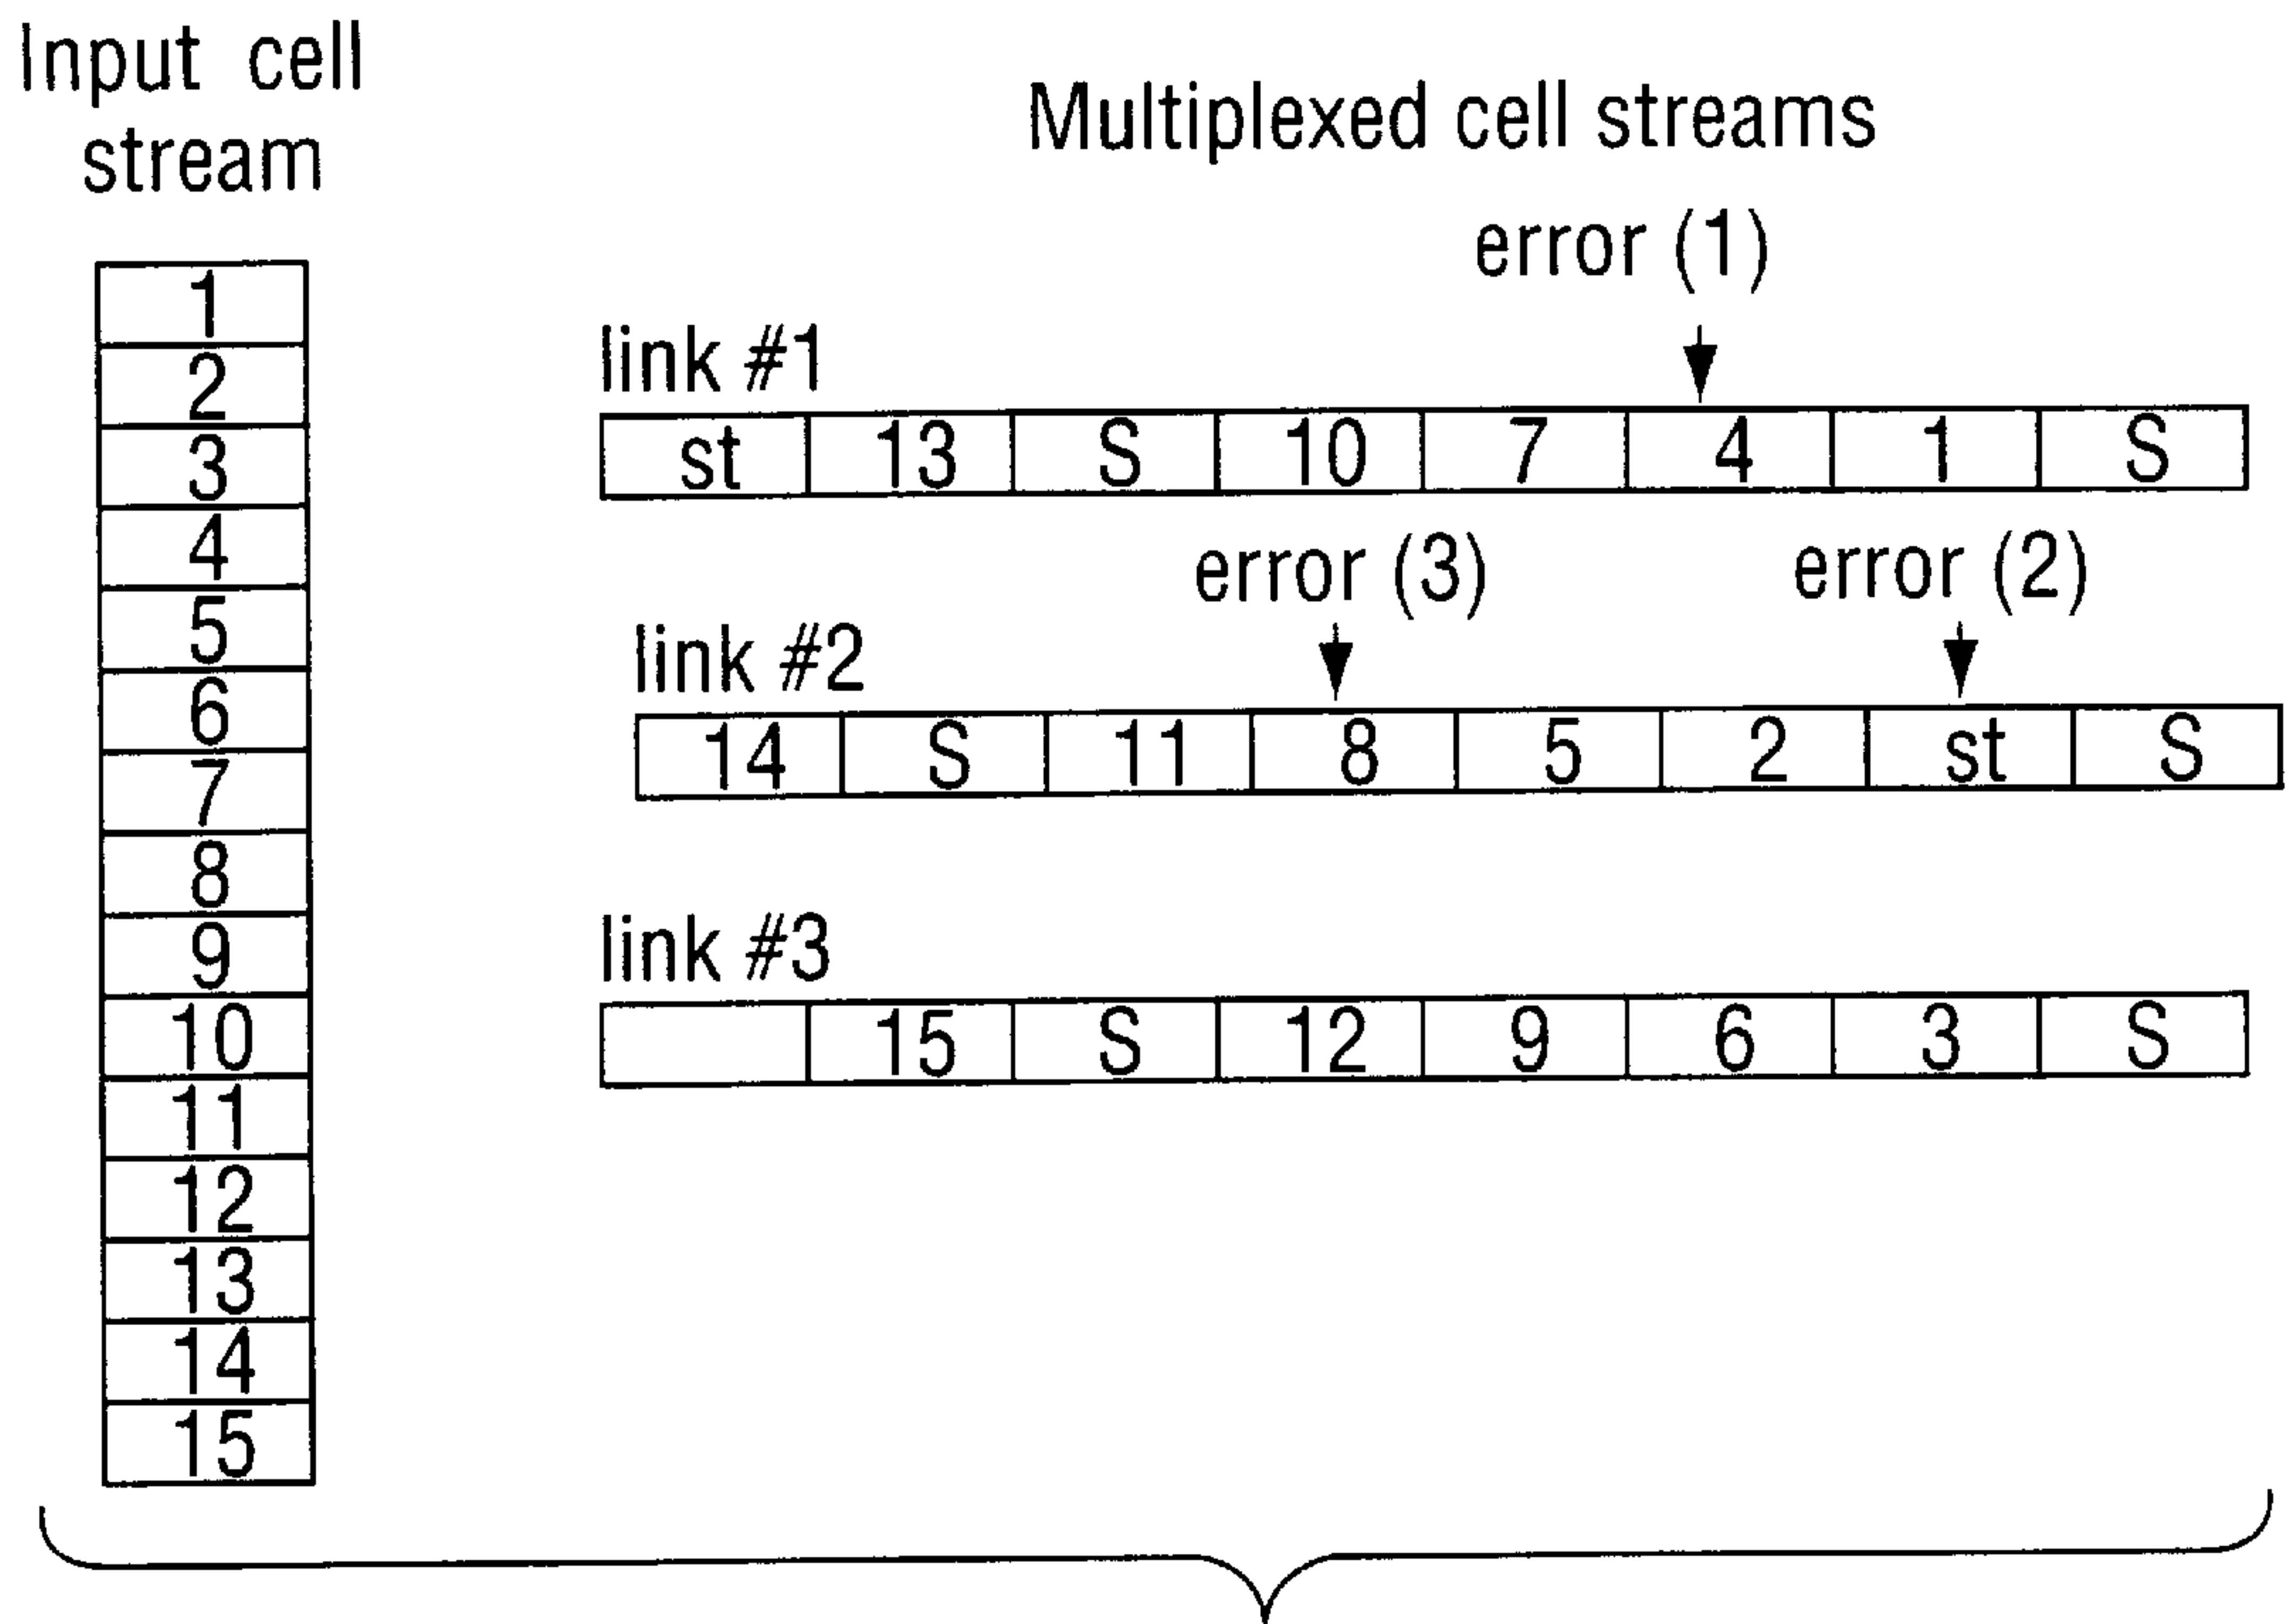 Input cell
stream
1
2
3
4
5
6
7
8
9
10
11
12
13
14
15
Multiplexed cell streams
error (1)
link #1
st 13 S 10 7 4 1 S
error (3) error (2)
link #2
14 S 11 8 5 2 st S
link #3
15 S 12 9 6 3 S